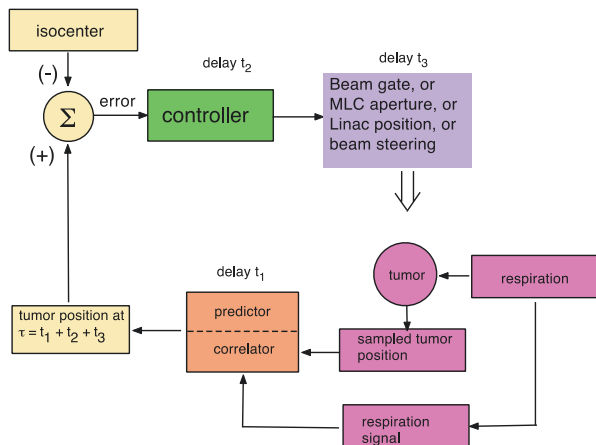 isocenter
(-)
Σ
error
(+)
delay t₂
controller
delay t₃
Beam gate, or
MLC aperture, or
Linac position, or
beam steering
tumor
respiration
delay t₁
predictor
correlator
sampled tumor
position
tumor position at
τ = t₁ + t₂ + t₃
respiration
signal